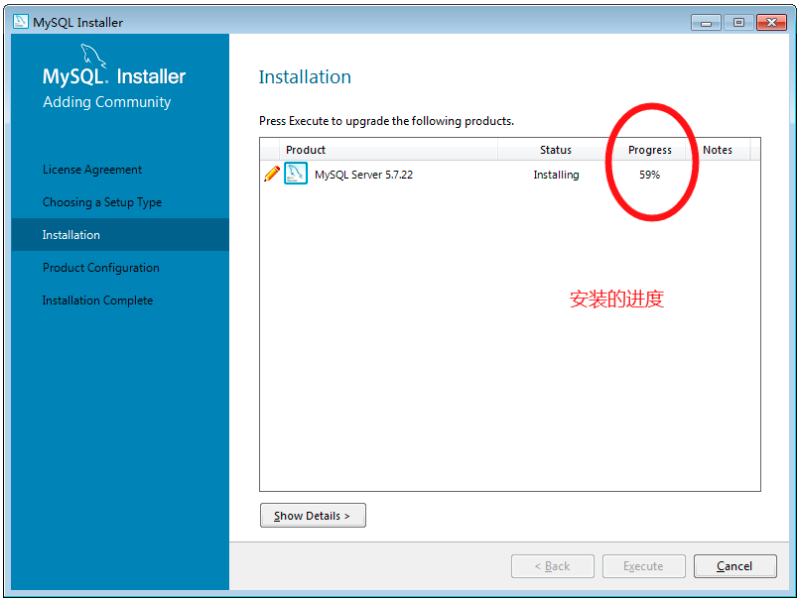 MySQL Installer
MySQL. Installer
Adding Community
License Agreement
Choosing a Setup Type
Installation
Product Configuration
Installation Complete
Installation
Press Execute to upgrade the following products.
Product Status Progress Notes
MySQL Server 5.7.22 Installing 59%
安装的进度
Show Details >
< Back Execute Cancel